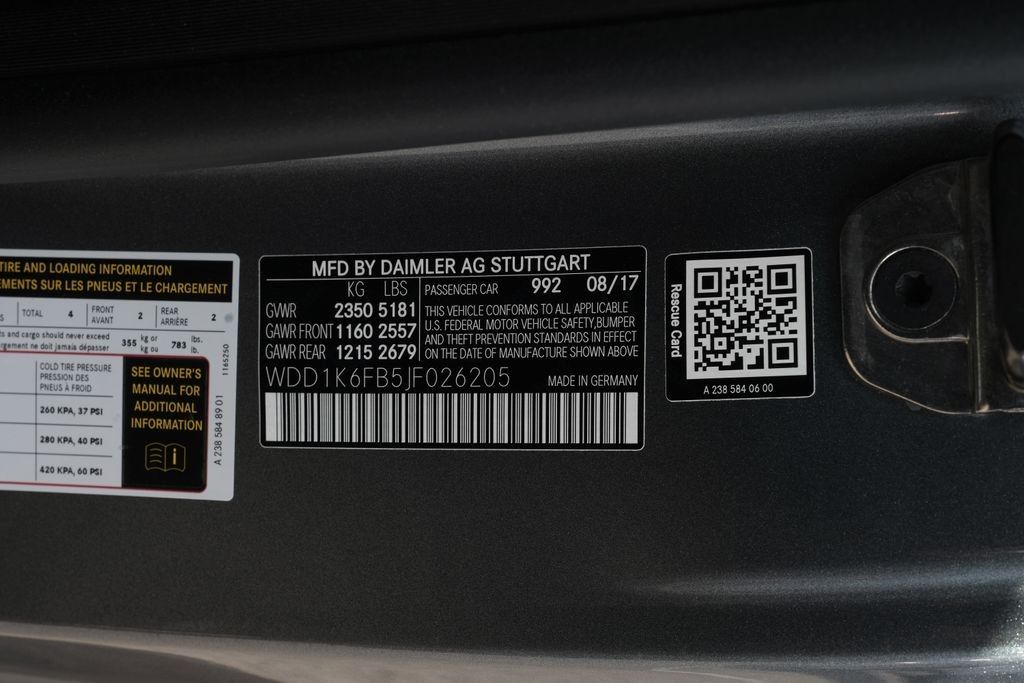 TIRE AND LOADING INFORMATION
EMENTS SUR LES PNEUS ET LE CHARGEMENT
TOTAL 4 FRONT AVANT 2 REAR ARRIÈRE 2
ts and cargo should never exceed
rgement ne doit jamais dépasser
355 kg or kg ou 783 lbs. lb.
COLD TIRE PRESSURE
PRESSION DES
PNEUS À FROID
260 KPA, 37 PSI
280 KPA, 40 PSI
420 KPA, 60 PSI
SEE OWNER'S
MANUAL FOR
ADDITIONAL
INFORMATION
i
1165250
A 238 584 89 01
MFD BY DAIMLER AG STUTTGART
KG LBS
GVWR 2350 5181
GAWR FRONT 1160 2557
GAWR REAR 1215 2679
PASSENGER CAR 992 08/17
THIS VEHICLE CONFORMS TO ALL APPLICABLE
U.S. FEDERAL MOTOR VEHICLE SAFETY,BUMPER
AND THEFT PREVENTION STANDARDS IN EFFECT
ON THE DATE OF MANUFACTURE SHOWN ABOVE
WDD1K6FB5JF026205
MADE IN GERMANY
Rescue Card
A 238 584 06 00